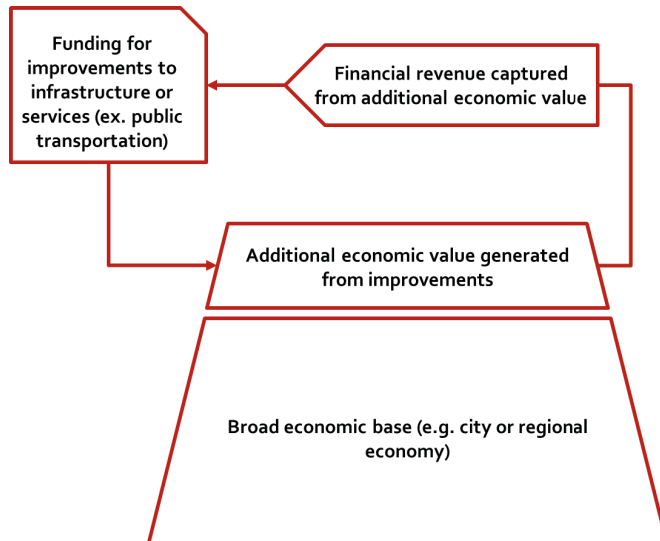 Funding for
improvements to
infrastructure or
services (ex. public
transportation)
Financial revenue captured
from additional economic value
Additional economic value generated
from improvements
Broad economic base (e.g. city or regional
economy)